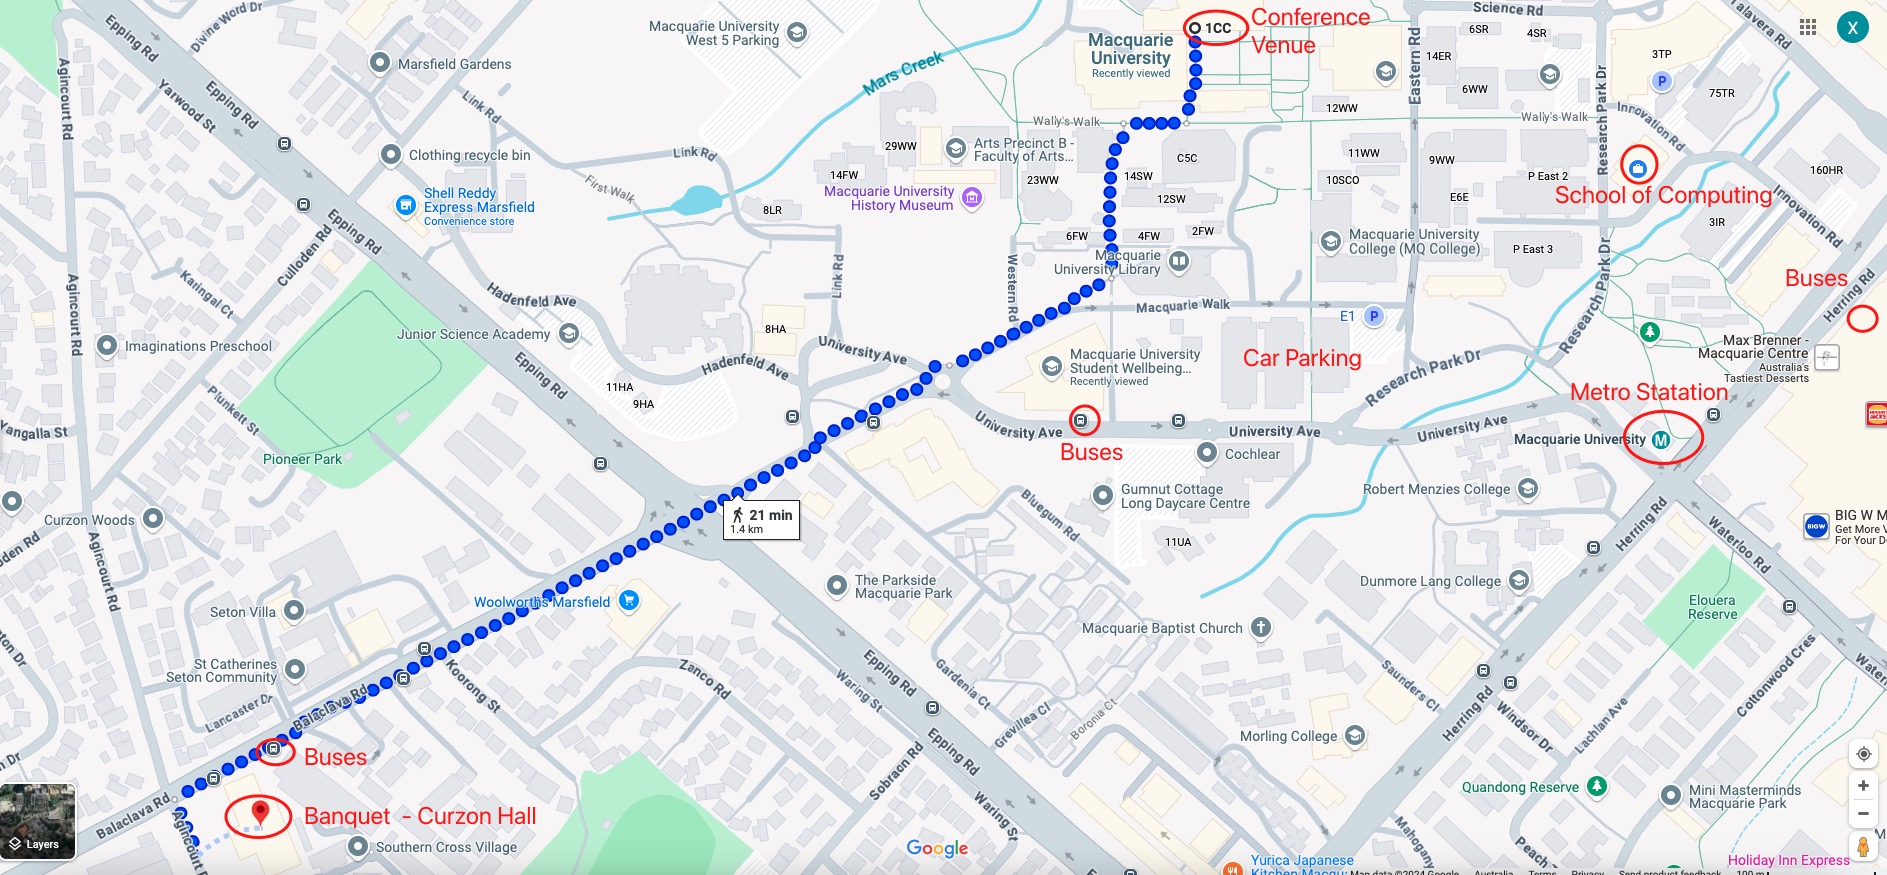 Divine Word Dr
Epping Rd
Macquarie University
West 5 Parking
Mars Creek
Macquarie
University
Recently viewed
1CC
Conference
Venue
Science Rd
Talavera Rd
6SR
4SR
14ER
3TP
X
Marsfield Gardens
Agincourt Rd
Yarwood St
Epping Rd
Link Rd
Eastern Rd
6WW
Research Park Dr
P
75TR
12WW
Wally's Walk
Wally's Walk
Innovation Rd
Clothing recycle bin
Link Rd
29WW
Arts Precinct B -
Faculty of Arts...
C5C
11WW
9WW
14FW
23WW
14SW
10SCO
P East 2
160HR
First Walk
Shell Reddy
Express Marsfield
Convenience store
Macquarie University
History Museum
12SW
E6E
School of Computing
Innovation Rd
8LR
Epping Rd
6FW
4FW
2FW
Macquarie University
College (MQ College)
P East 3
3IR
Culloden Rd
Macquarie
University Library
Research Park Dr
Buses
Karingal Ct
Link Rd
Western Rd
Herring Rd
Agincourt Rd
Hadenfeld Ave
Macquarie Walk
E1
P
Junior Science Academy
8HA
Imaginations Preschool
University Ave
Macquarie University
Student Wellbeing...
Recently viewed
Car Parking
Max Brenner -
Macquarie Centre
Australia's
Tastiest Desserts
Hadenfeld Ave
Research Park Dr
Epping Rd
11HA
9HA
Metro Statation
Plunkett St
Yangalla St
University Ave
University Ave
University Ave
Macquarie University
M
HUNGRY
JACKS
Pioneer Park
Buses
Cochlear
Curzon Woods
21 min
1.4 km
Bluegum Rd
Gumnut Cottage
Long Daycare Centre
Robert Menzies College
Herring Rd
Waterloo Rd
BIGW
BIG W M
Get More V
For Your D
11UA
Agincourt Rd
The Parkside
Macquarie Park
Dunmore Lang College
Elouera
Reserve
Woolworths Marsfield
Seton Villa
Macquarie Baptist Church
St Catherines
Seton Community
Koorong St
Zanco Rd
Waring St
Epping Rd
Gardenia Ct
Saunders Cl
Cottonwood Cres
Lancaster Dr
Balaclava Rd
Grevillea Cl
Boronia Ct
Herring Rd
Windsor Dr
Lachlan Ave
Morling College
Buses
Epping Rd
Sobraon Rd
Quandong Reserve
Mini Masterminds
Macquarie Park
Balaclava Rd
Banquet - Curzon Hall
Waring St
Agincourt R
Layers
Southern Cross Village
Google
Mahogany
Peach
Yurica Japanese
Kitchen Macqu
Holiday Inn Express
Map data ©2024 Google
Australia
Terms
Privacy
Send product feedback
100 m